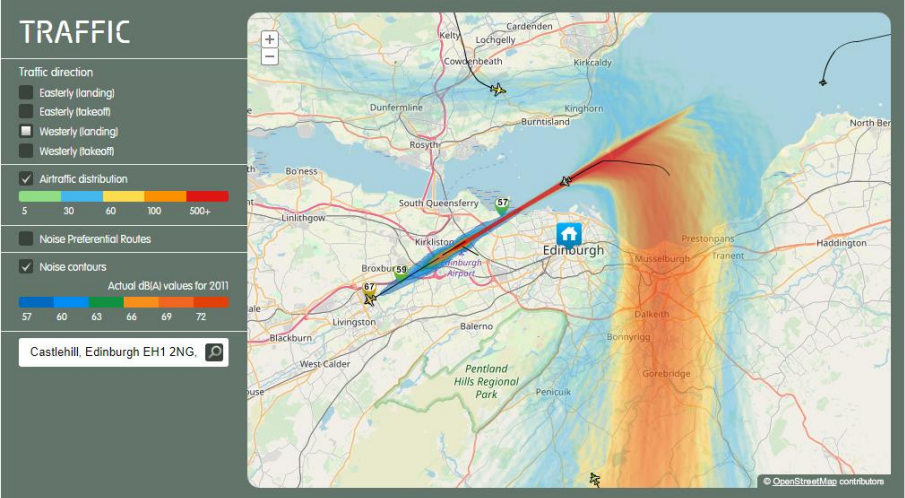 TRAFFIC
Traffic direction
Easterly (landing)
Easterly (takeoff)
Westerly (landing)
Westerly (takeoff)
Airtraffic distribution
5 30 60 100 500+
Noise Preferential Routes
Noise contours
Actual dB(A) values for 2011
57 60 63 66 69 72
Castlehill, Edinburgh EH1 2NG,
+
−
Kelty
Cardenden
Lochgelly
Cowdenbeath
Kirkcaldy
Dunfermline
Kinghorn
Burntisland
North Ber
Rosyth
Bo'ness
South Queensferry
57
Linlithgow
Kirkliston
Edinburgh
Prestonpans
Haddington
Tranent
Musselburgh
Broxbu
59
Edinburgh
Airport
67
Livingston
Dalkeith
Balerno
Bonnyrigg
Blackburn
West Calder
Pentland
Hills Regional
Park
Gorebridge
Penicuik
© OpenStreetMap contributors